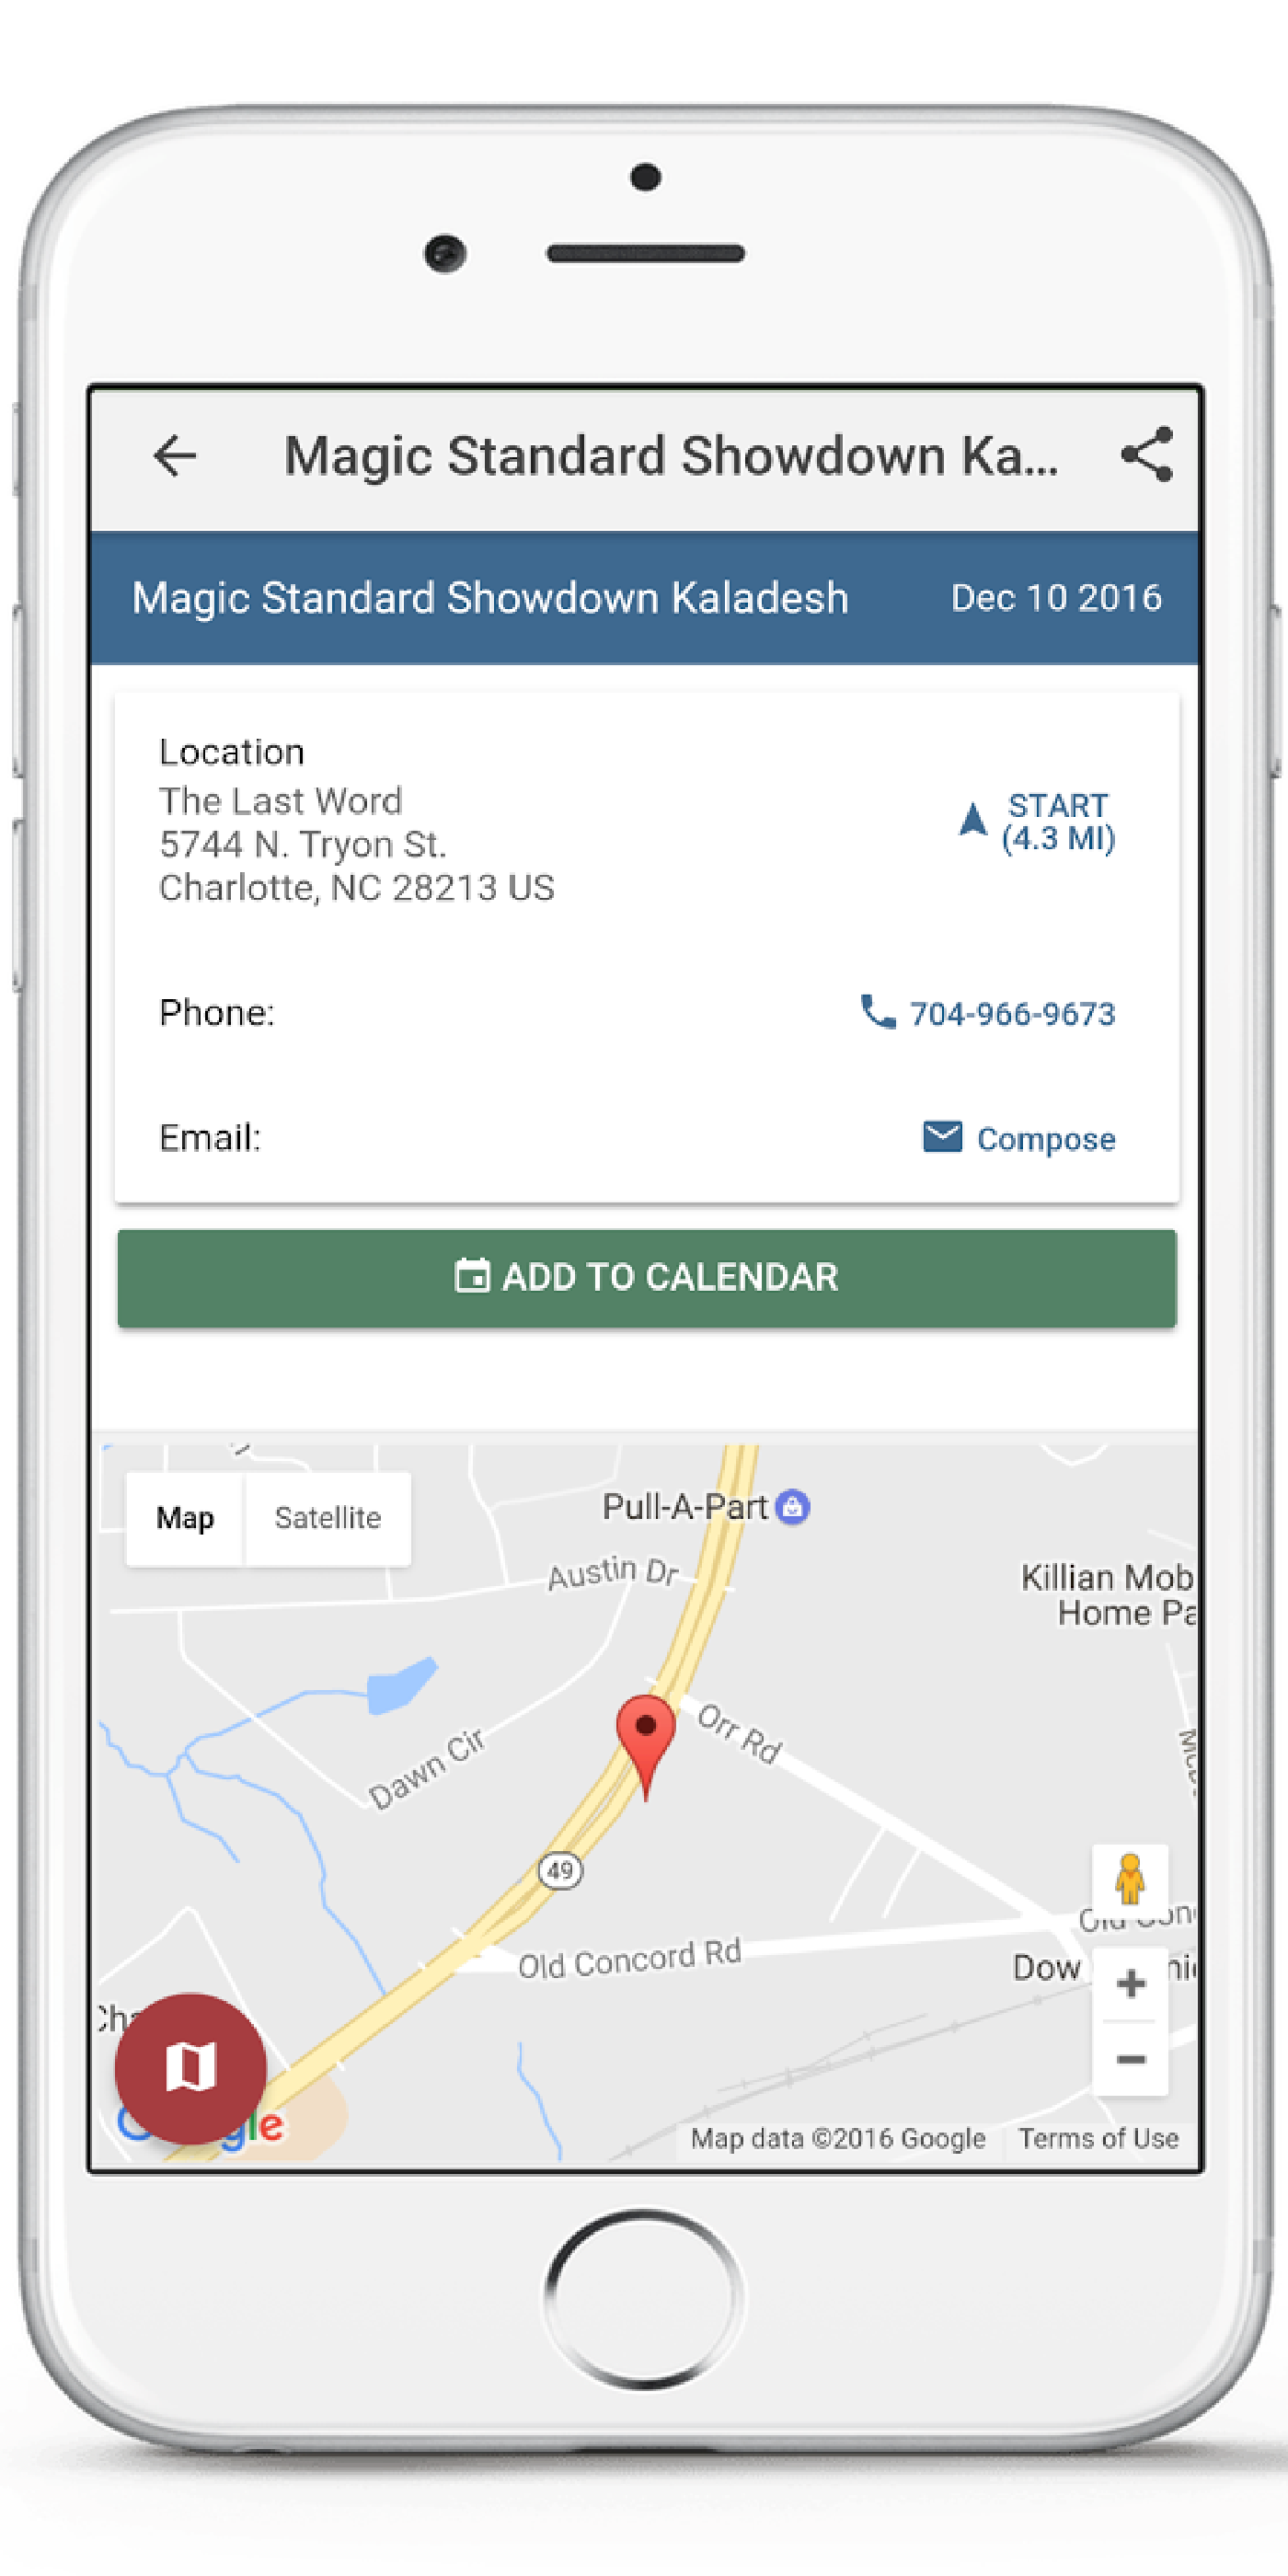 Magic Standard Showdown Ka...
Magic Standard Showdown Kaladesh Dec 10 2016
Location
The Last Word
5744 N. Tryon St.
Charlotte, NC 28213 US
START
(4.3 MI)
Phone: 704-966-9673
Email: Compose
ADD TO CALENDAR
Map Satellite
Pull-A-Part
Austin Dr
Killian Mob
Home Pa
Orr Rd
Dawn Cir
49
Old Concord Rd
Dow
Map data ©2016 Google Terms of Use